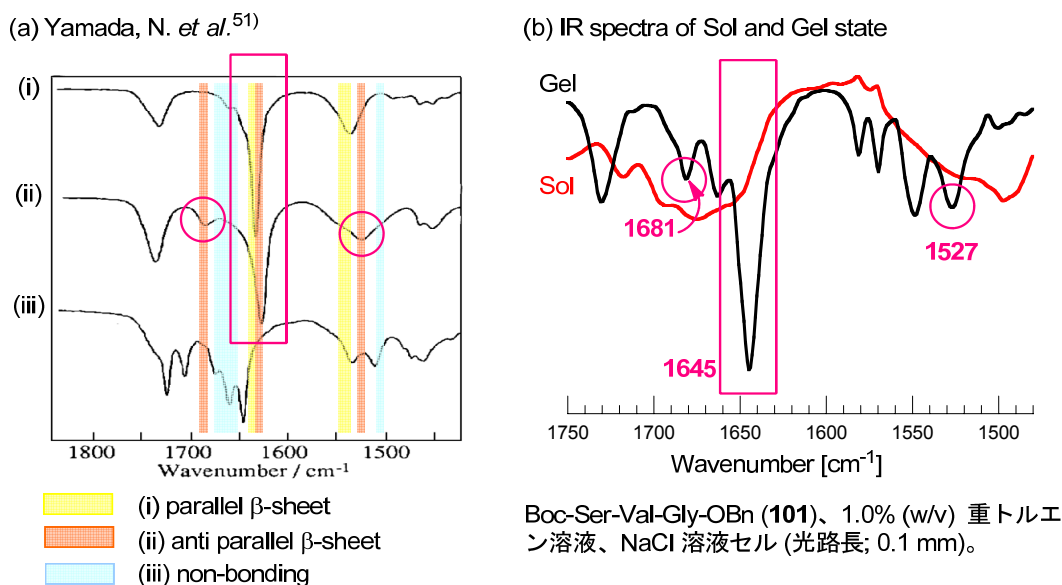 (a) Yamada, N. et al.51)
(i)
(ii)
(iii)
1800 1700 1600 1500
Wavenumber / cm-1
(i) parallel β-sheet
(ii) anti parallel β-sheet
(iii) non-bonding
(b) IR spectra of Sol and Gel state
Gel
Sol
1681
1527
1645
1750 1700 1650 1600 1550 1500
Wavenumber [cm-1]
Boc-Ser-Val-Gly-OBn (101)、1.0% (w/v) 重トルエ
ン溶液、NaCl 溶液セル (光路長; 0.1 mm)。